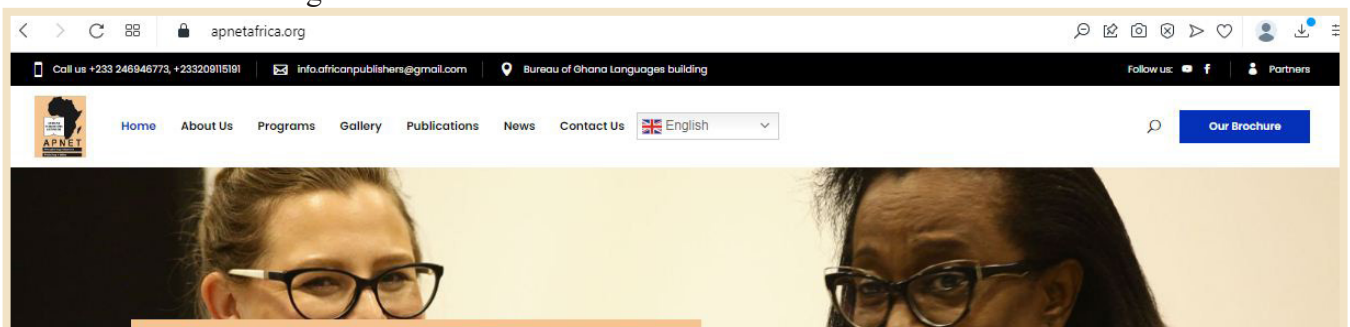 apnetafrica.org
Call us +233 246946773, +233209115191 info.africanpublishers@gmail.com Bureau of Ghana Languages building Follow us: f Partners
APNET
Home About Us Programs Gallery Publications News Contact Us English Our Brochure